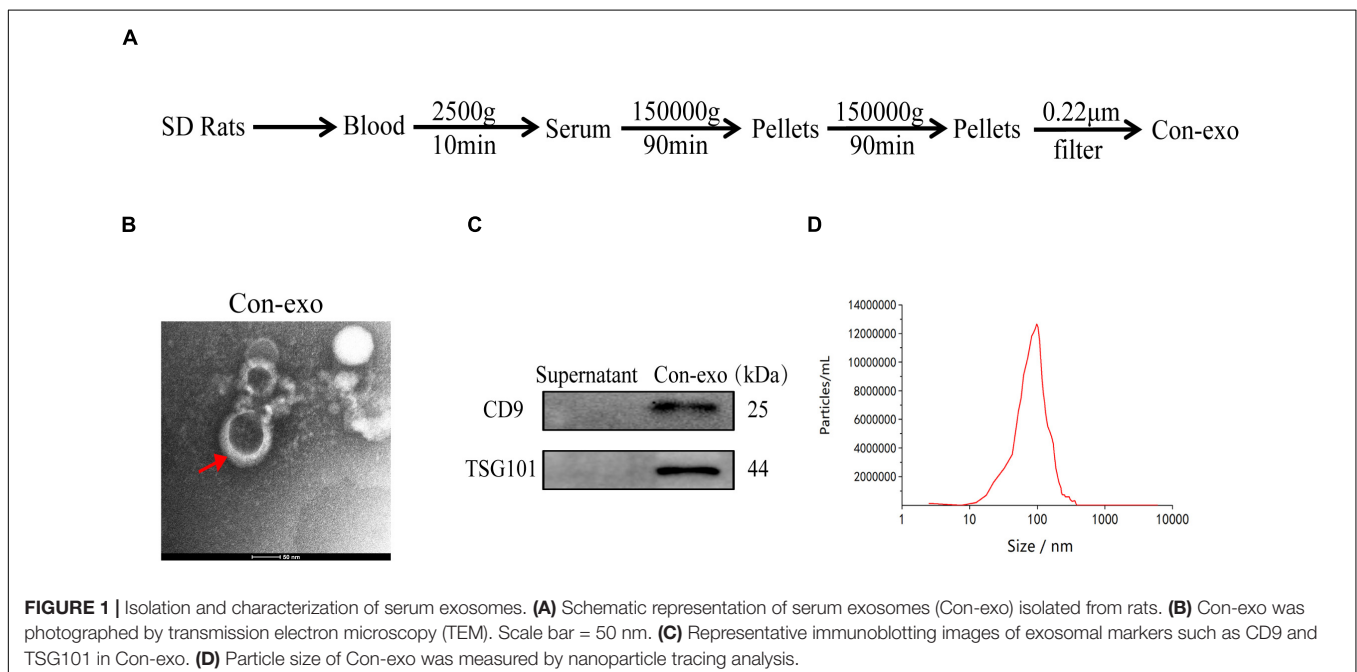 A
2500g 150000g 150000g 0.22μm
SD Rats Blood Serum Pellets Pellets Con-exo
10min 90min 90min filter
B
C
D
Con-exo
50 nm
Supernatant Con-exo (kDa)
CD9 25
TSG101 44
14000000
12000000
10000000
8000000
6000000
4000000
2000000
Particles/mL
1 10 100 1000 10000
Size / nm
FIGURE 1 | Isolation and characterization of serum exosomes. (A) Schematic representation of serum exosomes (Con-exo) isolated from rats. (B) Con-exo was
photographed by transmission electron microscopy (TEM). Scale bar = 50 nm. (C) Representative immunoblotting images of exosomal markers such as CD9 and
TSG101 in Con-exo. (D) Particle size of Con-exo was measured by nanoparticle tracing analysis.